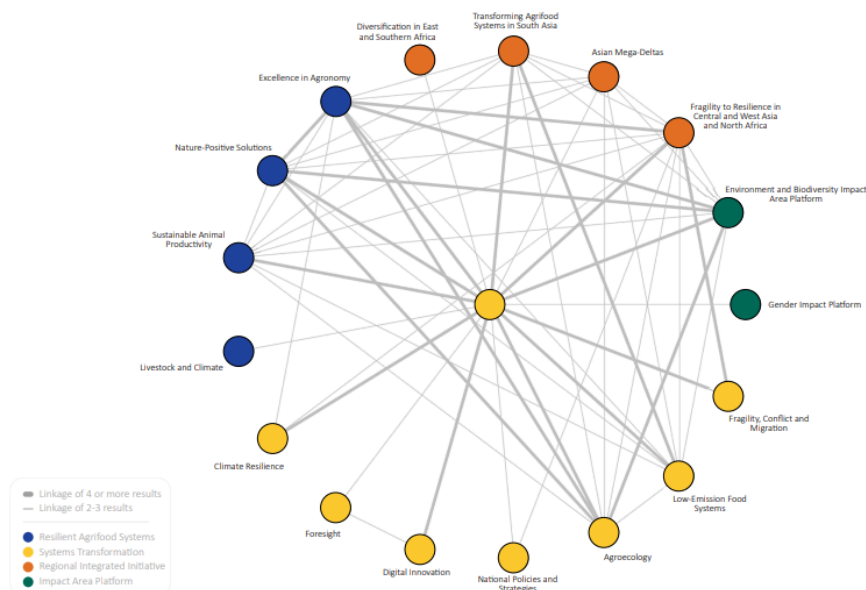 Transforming Agrifood
Systems in South Asia
Diversification in East
and Southern Africa
Asian Mega-Deltas
Excellence in Agronomy
Fragility to Resilience in
Central and West Asia
and North Africa
Nature-Positive Solutions
Environment and Biodiversity Impact
Area Platform
Sustainable Animal
Productivity
Gender Impact Platform
Livestock and Climate
Fragility, Conflict and
Migration
Climate Resilience
Low-Emission Food
Systems
Foresight
Agroecology
Digital Innovation
National Policies and
Strategies
Linkage of 4 or more results
Linkage of 2-3 results
Resilient Agrifood Systems
Systems Transformation
Regional Integrated Initiative
Impact Area Platform